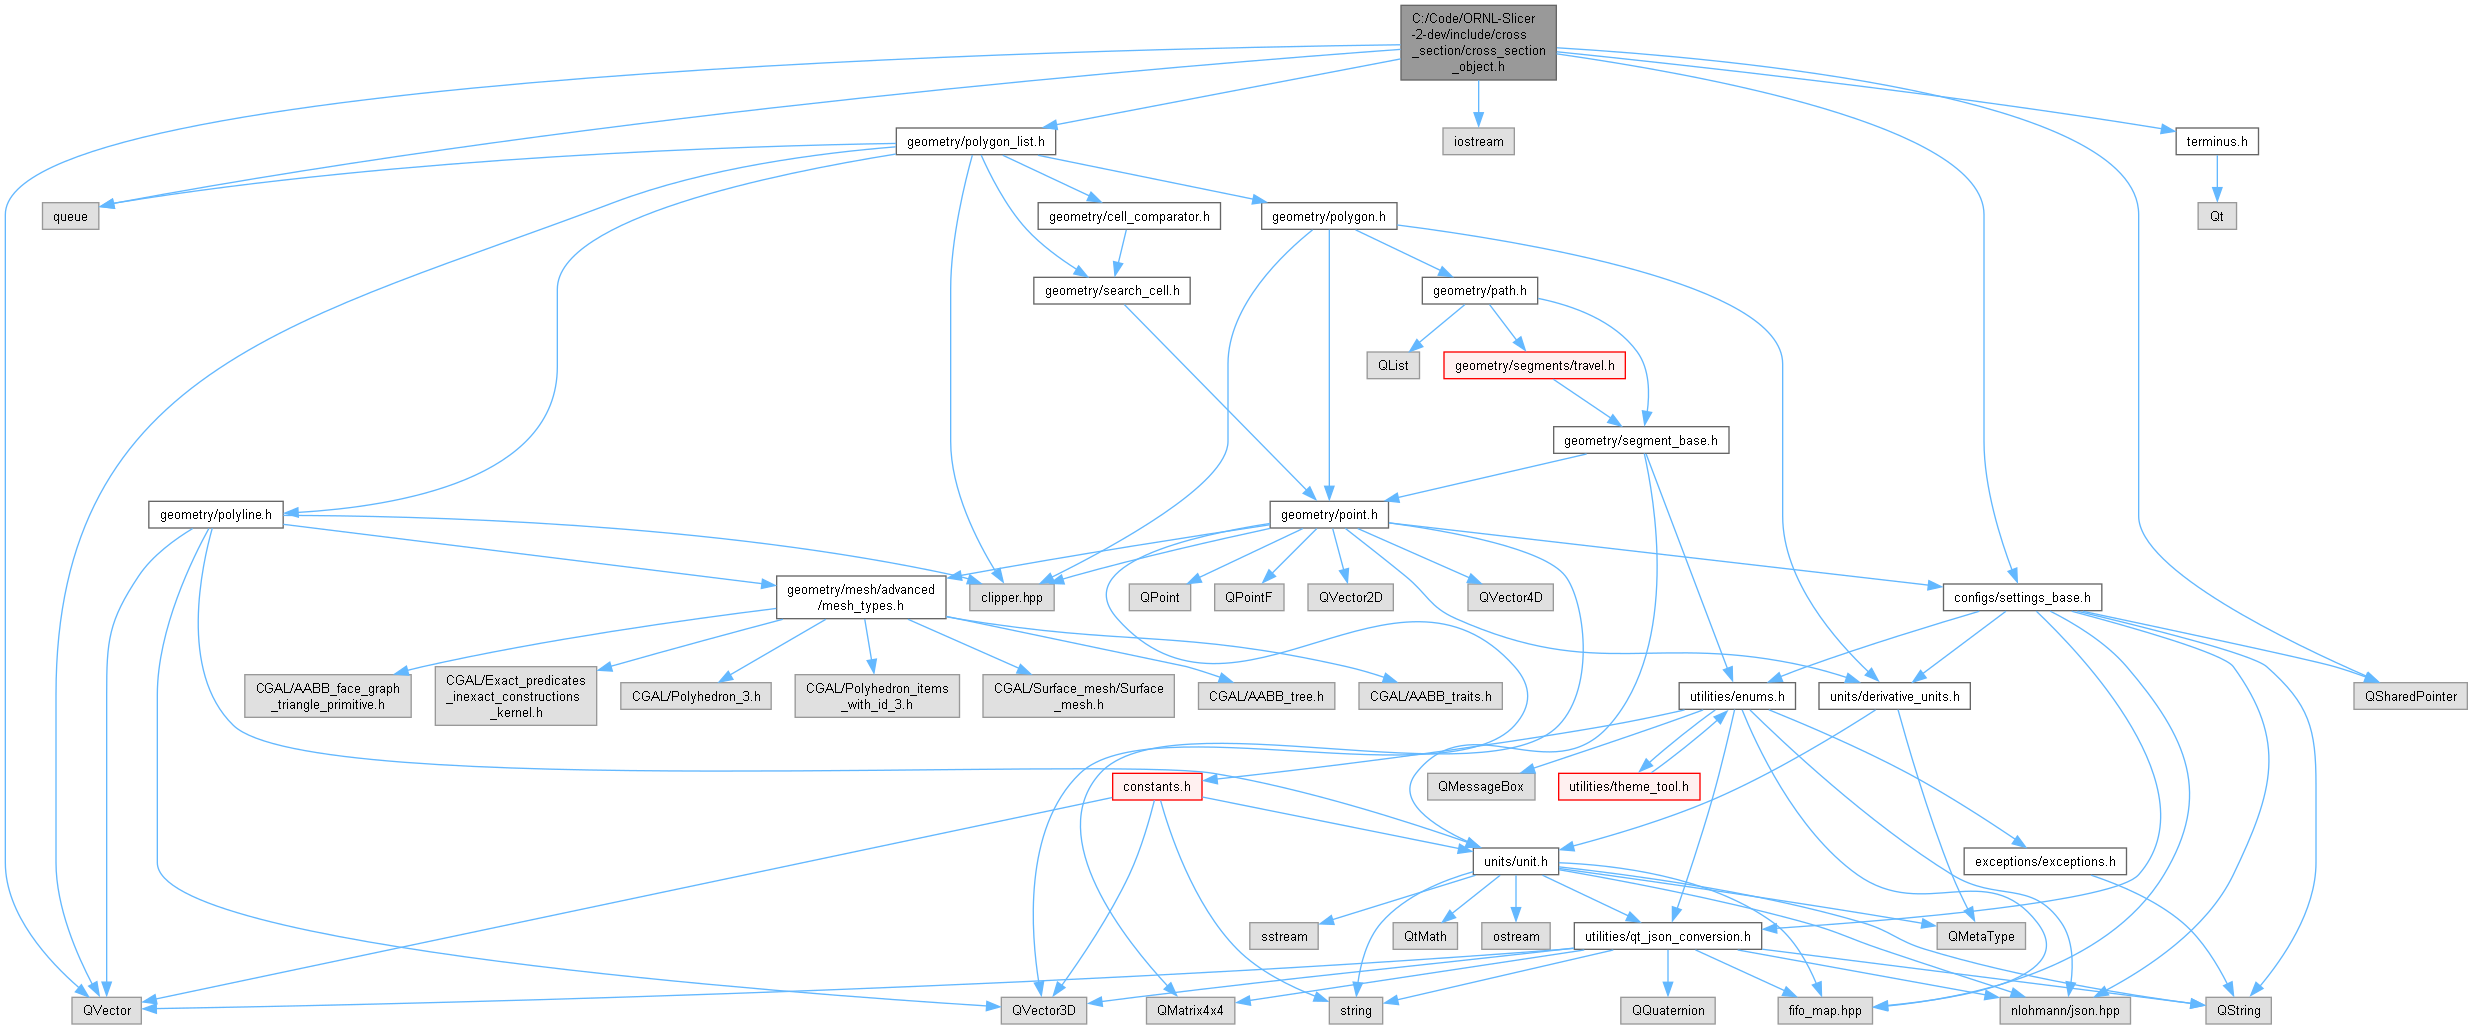 C:/Code/ORNL-Slicer
-2-dev/include/cross
_section/cross_section
_object.h
geometry/polygon_list.h
iostream
terminus.h
queue
geometry/cell_comparator.h
geometry/polygon.h
Qt
geometry/search_cell.h
geometry/path.h
QList
geometry/segments/travel.h
geometry/segment_base.h
geometry/polyline.h
geometry/point.h
geometry/mesh/advanced
/mesh_types.h
clipper.hpp
QPoint
QPointF
QVector2D
QVector4D
configs/settings_base.h
CGAL/AABB_face_graph
_triangle_primitive.h
CGAL/Exact_predicates
_inexact_constructions
_kernel.h
CGAL/Polyhedron_3.h
CGAL/Polyhedron_items
_with_id_3.h
CGAL/Surface_mesh/Surface
_mesh.h
CGAL/AABB_tree.h
CGAL/AABB_traits.h
utilities/enums.h
units/derivative_units.h
QSharedPointer
constants.h
QMessageBox
utilities/theme_tool.h
units/unit.h
exceptions/exceptions.h
sstream
QtMath
ostream
utilities/qt_json_conversion.h
QMetaType
QVector
QVector3D
QMatrix4x4
string
QQuaternion
fifo_map.hpp
nlohmann/json.hpp
QString